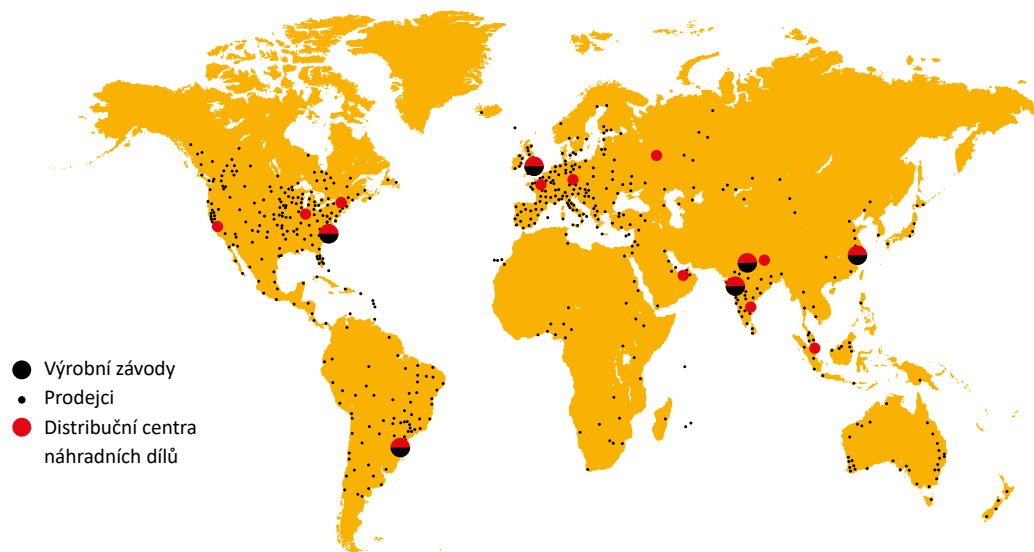 Výrobní závody
Prodejci
Distribuční centra
náhradních dílů